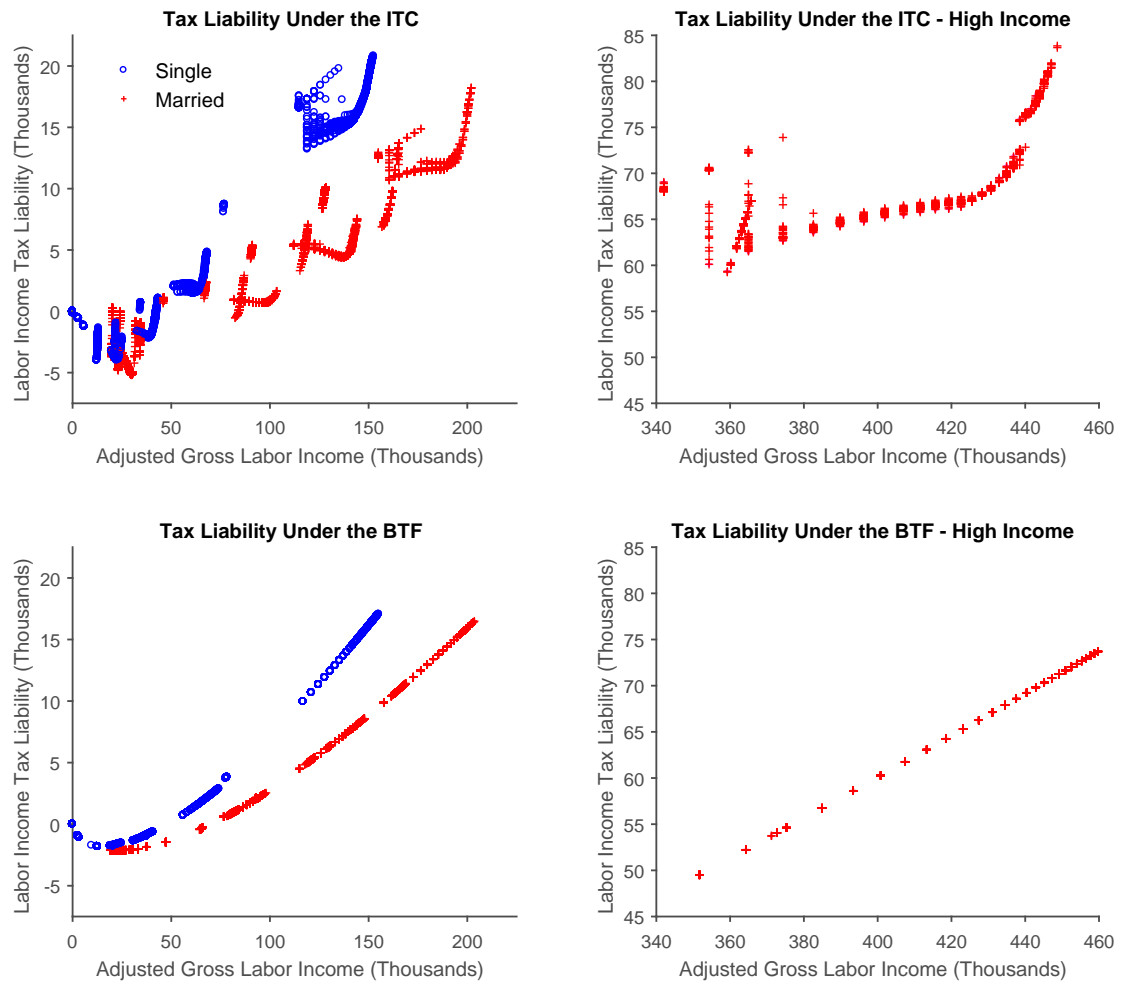 Tax Liability Under the ITC
Labor Income Tax Liability (Thousands)
20
15
10
5
0
-5
Single
Married
0 50 100 150 200
Adjusted Gross Labor Income (Thousands)
Tax Liability Under the ITC - High Income
Labor Income Tax Liability (Thousands)
85
80
75
70
65
60
55
50
45
340 360 380 400 420 440 460
Adjusted Gross Labor Income (Thousands)
Tax Liability Under the BTF
Labor Income Tax Liability (Thousands)
20
15
10
5
0
-5
0 50 100 150 200
Adjusted Gross Labor Income (Thousands)
Tax Liability Under the BTF - High Income
Labor Income Tax Liability (Thousands)
85
80
75
70
65
60
55
50
45
340 360 380 400 420 440 460
Adjusted Gross Labor Income (Thousands)